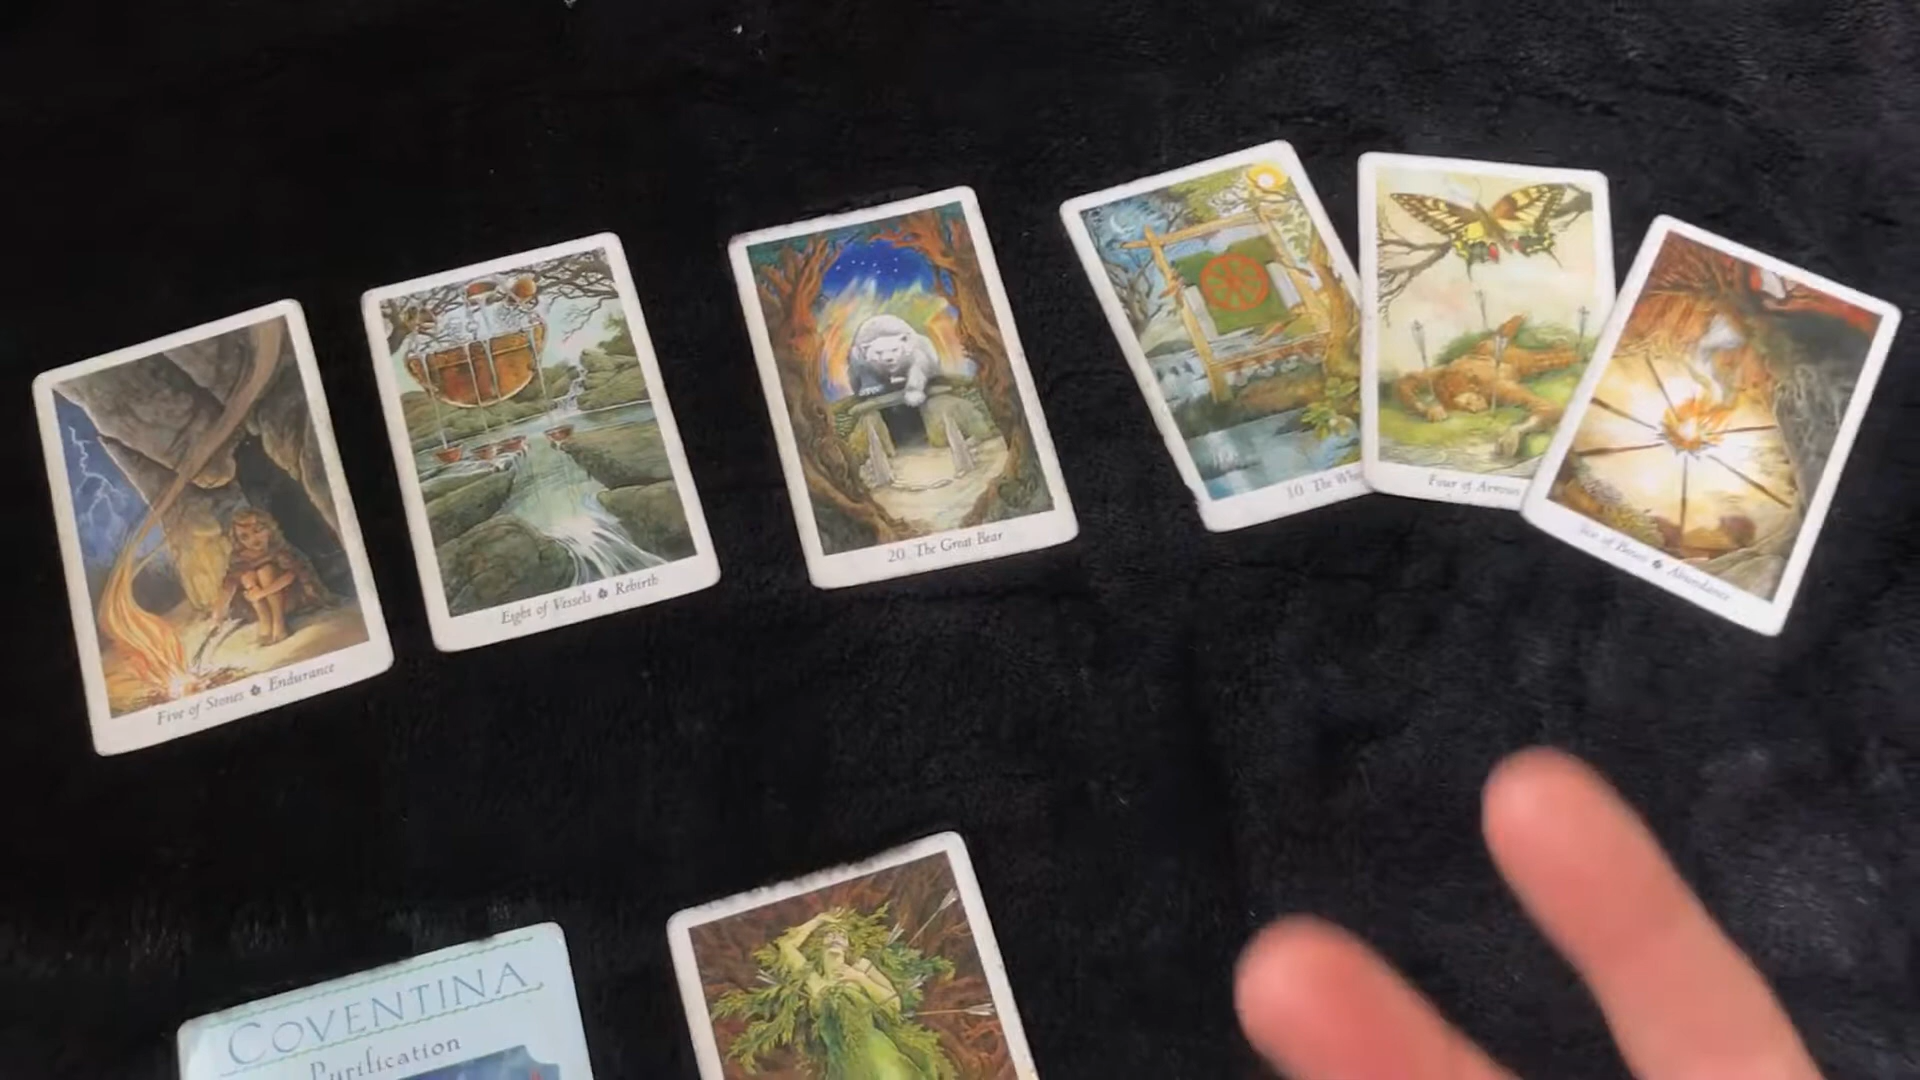 Five of Stones Endurance
Eight of Vessels Rebirth
20 The Great Bear
10 The
Four of Arrows
of Abundance
COVENTINA
Purification